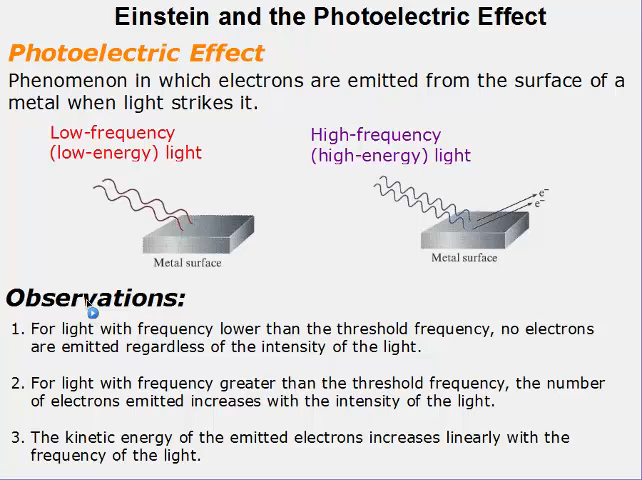 Einstein and the Photoelectric Effect
Photoelectric Effect
Phenomenon in which electrons are emitted from the surface of a
metal when light strikes it.
Low-frequency
(low-energy) light
High-frequency
(high-energy) light
e⁻
e⁻
Metal surface
Metal surface
Observations:
1. For light with frequency lower than the threshold frequency, no electrons
are emitted regardless of the intensity of the light.
2. For light with frequency greater than the threshold frequency, the number
of electrons emitted increases with the intensity of the light.
3. The kinetic energy of the emitted electrons increases linearly with the
frequency of the light.